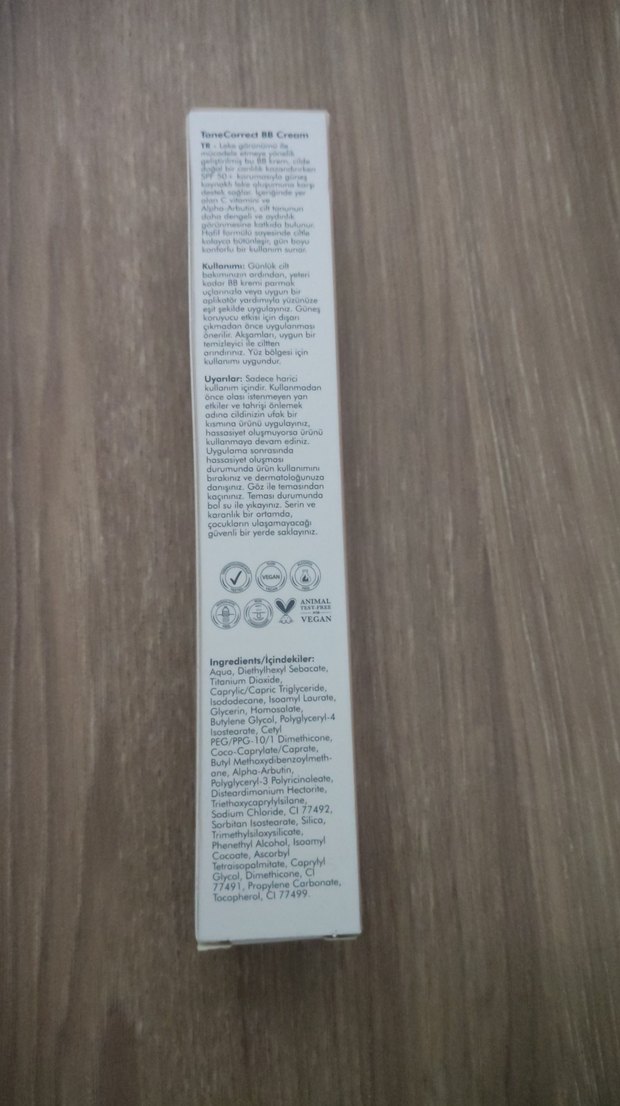 ToneCorrect BB Cream
TR - Leke görünümü ile
mücadele etmeye yönelik
geliştirilmiş bu BB krem, cilde
doğal bir canlılık kazandırırken
SPF 50+ korumasıyla güneş
kaynaklı leke oluşumuna karşı
destek sağlar. İçeriğinde yer
alan C vitamini ve
Alpha-Arbutin, cilt tonunun
daha dengeli ve aydınlık
görünmesine katkıda bulunur.
Hafif formülü sayesinde ciltle
kolayca bütünleşir, gün boyu
konforlu bir kullanım sunar.
Kullanımı: Günlük cilt
bakımınızın ardından, yeteri
kadar BB kremi parmak
uçlarınızla veya uygun bir
aplikatör yardımıyla yüzünüze
eşit şekilde uygulayınız. Güneş
koruyucu etkisi için dışarı
çıkmadan önce uygulanması
önerilir. Akşamları, uygun bir
temizleyici ile ciltten
arındırınız. Yüz bölgesi için
kullanımı uygundur.
Uyarılar: Sadece harici
kullanım içindir. Kullanmadan
önce olası istenmeyen yan
etkiler ve tahrişi önlemek
adına cildinizin ufak bir
kısmına ürünü uygulayınız,
hassasiyet oluşmuyorsa ürünü
kullanmaya devam ediniz.
Uygulama sonrasında
hassasiyet oluşması
durumunda ürün kullanımını
bırakınız ve dermatoloğunuza
danışınız. Göz ile temasından
kaçınınız. Teması durumunda
bol su ile yıkayınız. Serin ve
karanlık bir ortamda,
çocukların ulaşamayacağı
güvenli bir yerde saklayınız.
VEGAN
ANIMAL
TEST-FREE
VEGAN
Ingredients/İçindekiler:
Aqua, Diethylhexyl Sebacate,
Titanium Dioxide,
Caprylic/Capric Triglyceride,
Isododecane, Isoamyl Laurate,
Glycerin, Homosalate,
Butylene Glycol, Polyglyceryl-4
Isostearate, Cetyl
PEG/PPG-10/1 Dimethicone,
Coco-Caprylate/Caprate,
Butyl Methoxydibenzoylmeth-
ane, Alpha-Arbutin,
Polyglyceryl-3 Polyricinoleate,
Disteardimonium Hectorite,
Triethoxycaprylylsilane,
Sodium Chloride, CI 77492,
Sorbitan Isostearate, Silica,
Trimethylsiloxysilicate,
Phenethyl Alcohol, Isoamyl
Cocoate, Ascorbyl
Tetraisopalmitate, Caprylyl
Glycol, Dimethicone, CI
77491, Propylene Carbonate,
Tocopherol, CI 77499.